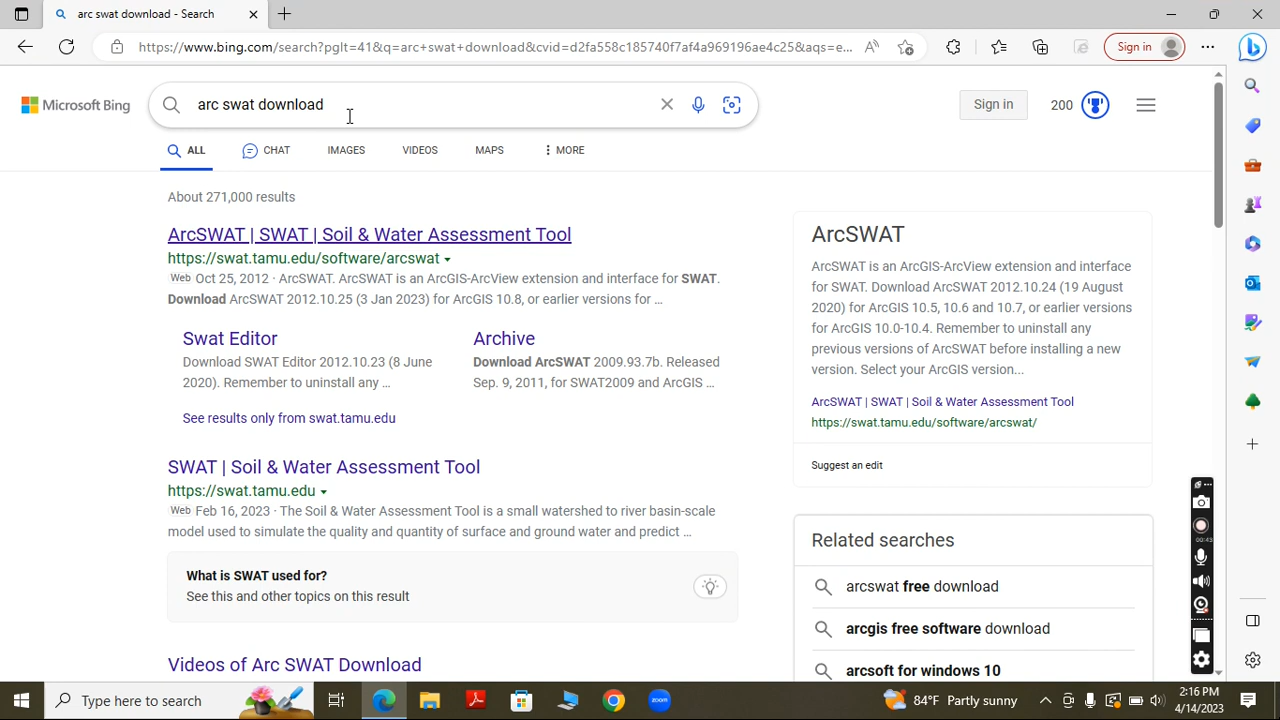 arc swat download - Search
https://www.bing.com/search?pglt=41&q=arc+swat+download&cvid=d2fa558c185740f7af4a969196ae4c25&aqs=e...
Sign in
Microsoft Bing
arc swat download
Sign in
200
ALL
CHAT
IMAGES
VIDEOS
MAPS
MORE
About 271,000 results
ArcSWAT | SWAT | Soil & Water Assessment Tool
https://swat.tamu.edu/software/arcswat
Web Oct 25, 2012 · ArcSWAT. ArcSWAT is an ArcGIS-ArcView extension and interface for SWAT.
Download ArcSWAT 2012.10.25 (3 Jan 2023) for ArcGIS 10.8, or earlier versions for ...
Swat Editor
Download SWAT Editor 2012.10.23 (8 June
2020). Remember to uninstall any ...
Archive
Download ArcSWAT 2009.93.7b. Released
Sep. 9, 2011, for SWAT2009 and ArcGIS ...
See results only from swat.tamu.edu
SWAT | Soil & Water Assessment Tool
https://swat.tamu.edu
Web Feb 16, 2023 · The Soil & Water Assessment Tool is a small watershed to river basin-scale
model used to simulate the quality and quantity of surface and ground water and predict ...
What is SWAT used for?
See this and other topics on this result
Videos of Arc SWAT Download
ArcSWAT
ArcSWAT is an ArcGIS-ArcView extension and interface
for SWAT. Download ArcSWAT 2012.10.24 (19 August
2020) for ArcGIS 10.5, 10.6 and 10.7, or earlier versions
for ArcGIS 10.0-10.4. Remember to uninstall any
previous versions of ArcSWAT before installing a new
version. Select your ArcGIS version...
ArcSWAT | SWAT | Soil & Water Assessment Tool
https://swat.tamu.edu/software/arcswat/
Suggest an edit
Related searches
arcswat free download
arcgis free software download
arcsoft for windows 10
00:43
Type here to search
zoom
84°F Partly sunny
2:16 PM
4/14/2023